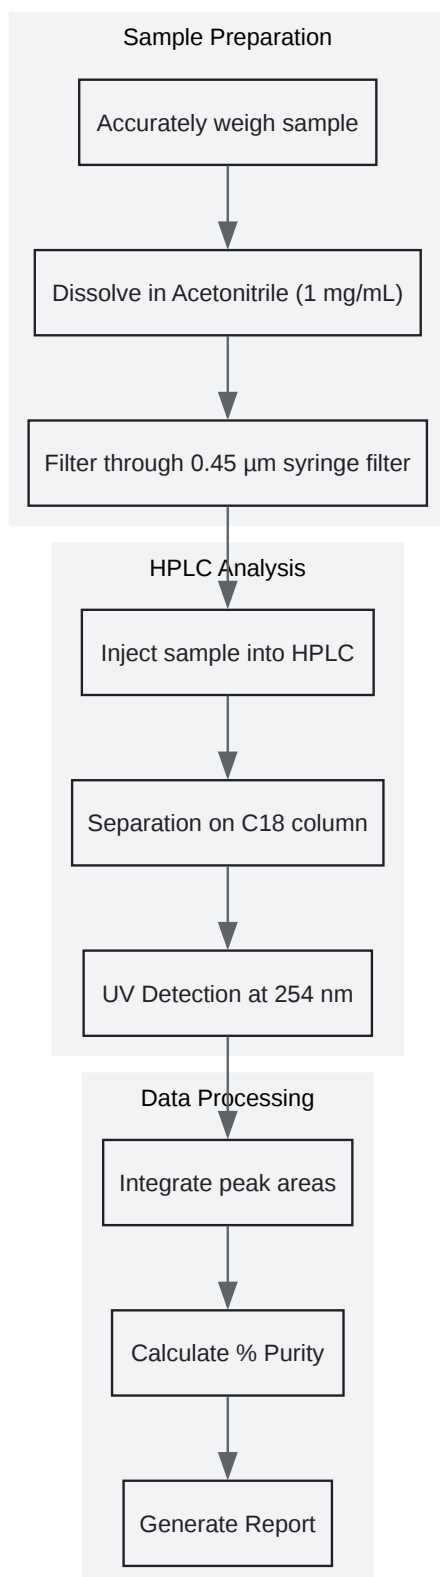 Sample Preparation
Accurately weigh sample
Dissolve in Acetonitrile (1 mg/mL)
Filter through 0.45 µm syringe filter
HPLC Analysis
Inject sample into HPLC
Separation on C18 column
UV Detection at 254 nm
Data Processing
Integrate peak areas
Calculate % Purity
Generate Report